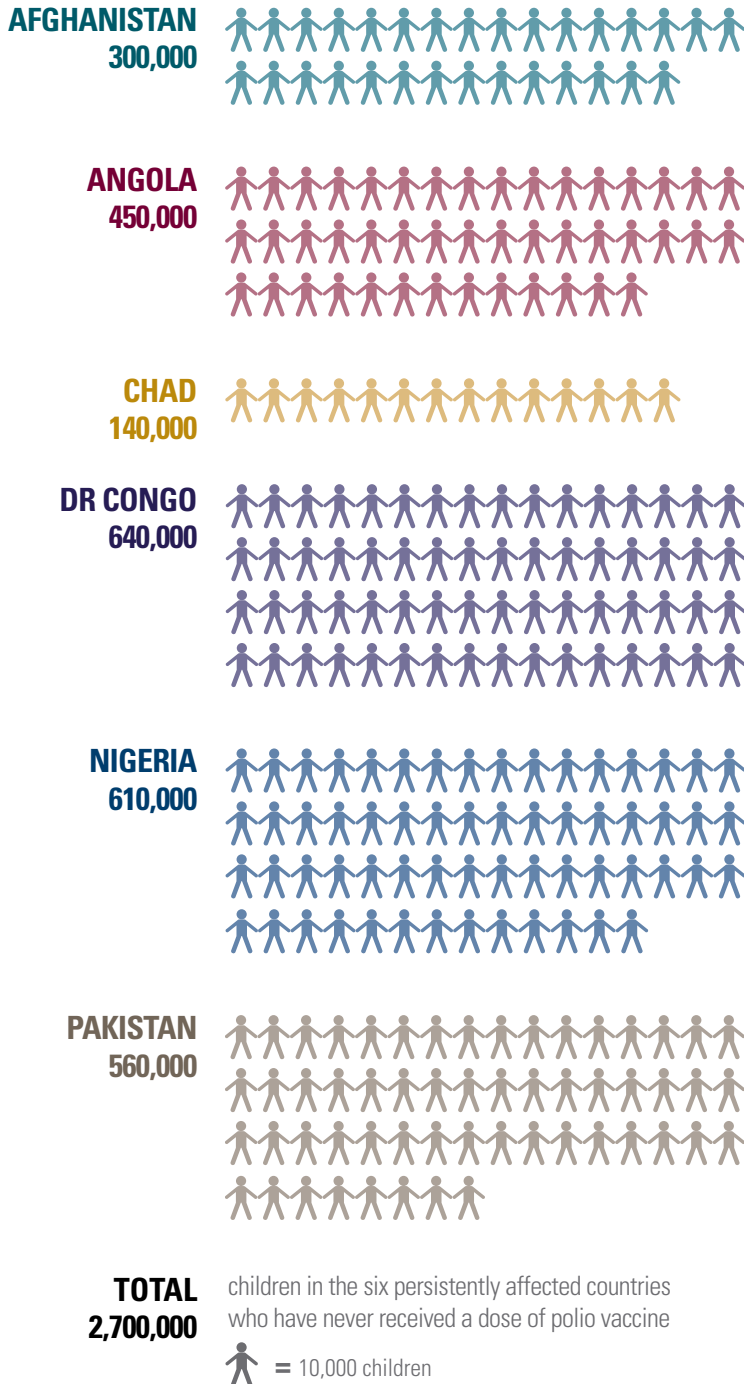 AFGHANISTAN
300,000
ANGOLA
450,000
CHAD
140,000
DR CONGO
640,000
NIGERIA
610,000
PAKISTAN
560,000
TOTAL
2,700,000
children in the six persistently affected countries
who have never received a dose of polio vaccine
= 10,000 children